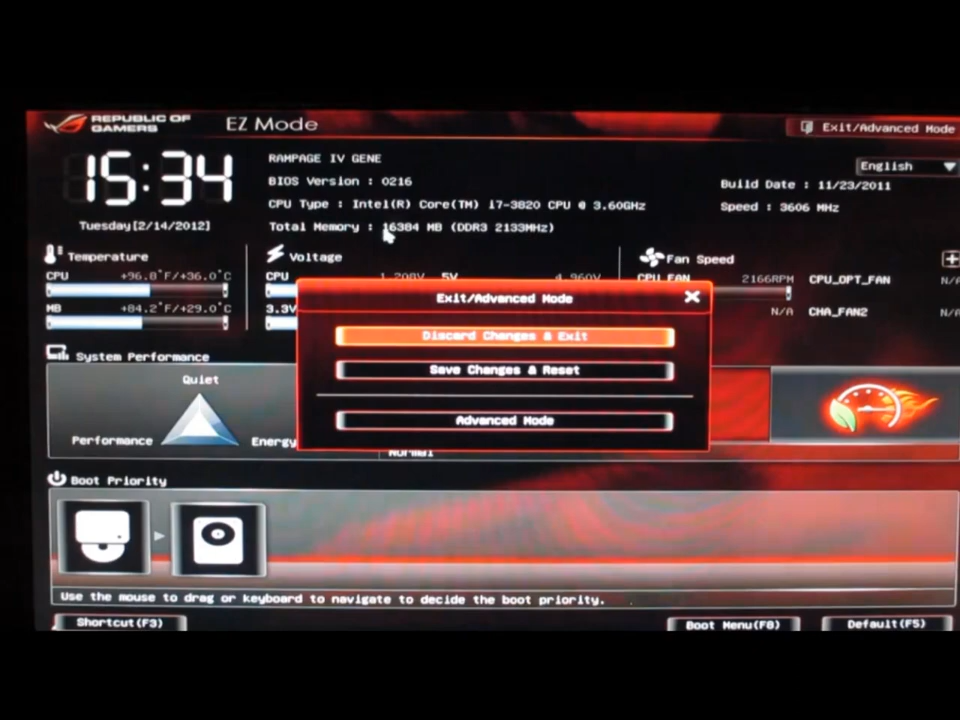 REPUBLIC OF GAMERS
EZ Mode
Exit/Advanced Mode
15:34
Tuesday[2/14/2012]
RAMPAGE IV GENE
BIOS Version : 0216
CPU Type : Intel(R) Core(TM) i7-3820 CPU @ 3.60GHz
Total Memory : 16384 MB (DDR3 2133MHz)
English
Build Date : 11/23/2011
Speed : 3606 MHz
Temperature
CPU +96.8°F/+36.0°C
MB +84.2°F/+29.0°C
Voltage
CPU 1.208V 5V 4.960V
3.3V
Fan Speed
CPU_FAN 2166RPM CPU_OPT_FAN N/A
N/A CHA_FAN2 N/A
Exit/Advanced Mode
Discard Changes & Exit
Save Changes & Reset
Advanced Mode
System Performance
Quiet
Performance
Energy
Normal
Boot Priority
Use the mouse to drag or keyboard to navigate to decide the boot priority.
Shortcut(F3)
Boot Menu(F8)
Default(F5)